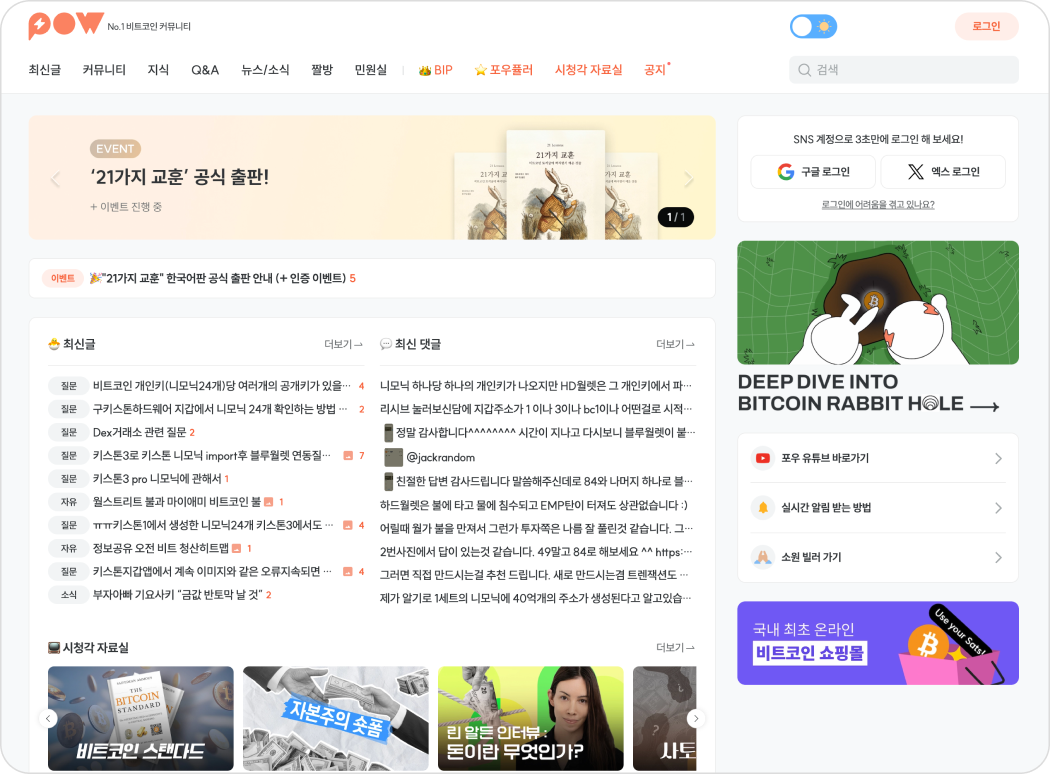 POW No.1 비트코인 커뮤니티
로그인
최신글 커뮤니티 지식 Q&A 뉴스/소식 짤방 민원실 BIP 포우퓰러 시청각 자료실 공지
검색
EVENT
‘21가지 교훈’ 공식 출판!
+ 이벤트 진행 중
21가지 교훈
1 / 1
SNS 계정으로 3초만에 로그인 해 보세요!
구글 로그인 엑스 로그인
로그인에 어려움을 겪고 있나요?
이벤트 🎉"21가지 교훈" 한국어판 공식 출판 안내 (+ 인증 이벤트) 5
🐣 최신글 더보기→
질문 비트코인 개인키(니모닉24개)당 여러개의 공개키가 있을··· 4
질문 구키스톤하드웨어 지갑에서 니모닉 24개 확인하는 방법 ··· 2
질문 Dex거래소 관련 질문 2
질문 키스톤3로 키스톤 니모닉 import후 블루월렛 연동질··· 7
질문 키스톤3 pro 니모닉에 관해서 1
자유 월스트리트 불과 마이애미 비트코인 불 1
질문 ㅠㅠ키스톤1에서 생성한 니모닉24개 키스톤3에서도 ··· 4
자유 정보공유 오전 비트 청산히트맵 1
질문 키스톤지갑앱에서 계속 이미지와 같은 오류지속되면 ··· 4
소식 부자아빠 기요사키 “금값 반토막 날 것” 2
💬 최신 댓글 더보기→
니모닉 하나당 하나의 개인키가 나오지만 HD월렛은 그 개인키에서 파···
리시브 눌러보신담에 지갑주소가 1 이나 3이나 bc1이나 어떤걸로 시적···
정말 감사합니다^^^^^^^^ 시간이 지나고 다시보니 블루월렛이 붙···
@jackrandom
친절한 답변 감사드립니다 말씀해주신데로 84와 나머지 하나로 블···
하드월렛은 불에 타고 물에 침수되고 EMP탄이 터져도 상관없습니다 :)
어릴때 월가 불을 만져서 그런가 투자쪽은 나름 잘 풀린것 같습니다. 그···
2번사진에서 답이 있는것 같습니다. 49말고 84로 해보세요 ^^ https:···
그러면 직접 만드시는걸 추천 드립니다. 새로 만드시는겸 트렌잭션도 ···
제가 알기로 1세트의 니모닉에 40억개의 주소가 생성된다고 알고있습···
시청각 자료실 더보기→
THE
BITCOIN
STANDARD
비트코인 스탠다드
자본주의 숏폼
린 알든 인터뷰 :
돈이란 무엇인가?
사토
DEEP DIVE INTO
BITCOIN RABBIT HOLE
포우 유튜브 바로가기
실시간 알림 받는 방법
소원 빌러 가기
국내 최초 온라인
비트코인 쇼핑몰
Use your Sats!